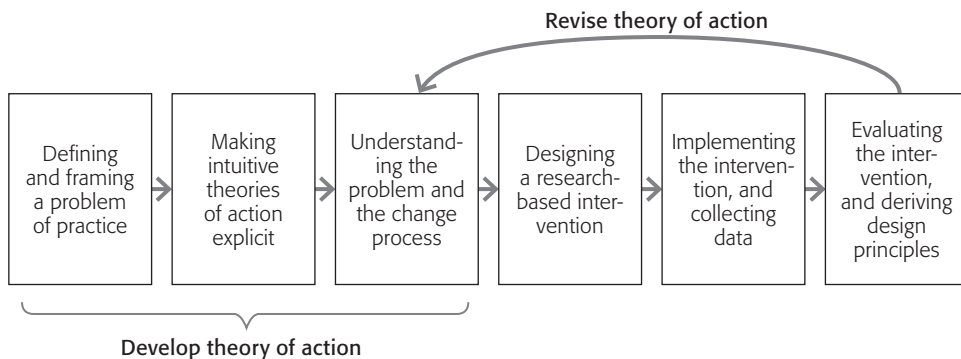 Revise theory of action
Defining
and framing
a problem
of practice
Making
intuitive
theories
of action
explicit
Understand-
ing the
problem and
the change
process
Designing
a research-
based inter-
vention
Implementing
the interven-
tion, and
collecting
data
Evaluating
the inter-
vention,
and deriving
design
principles
Develop theory of action